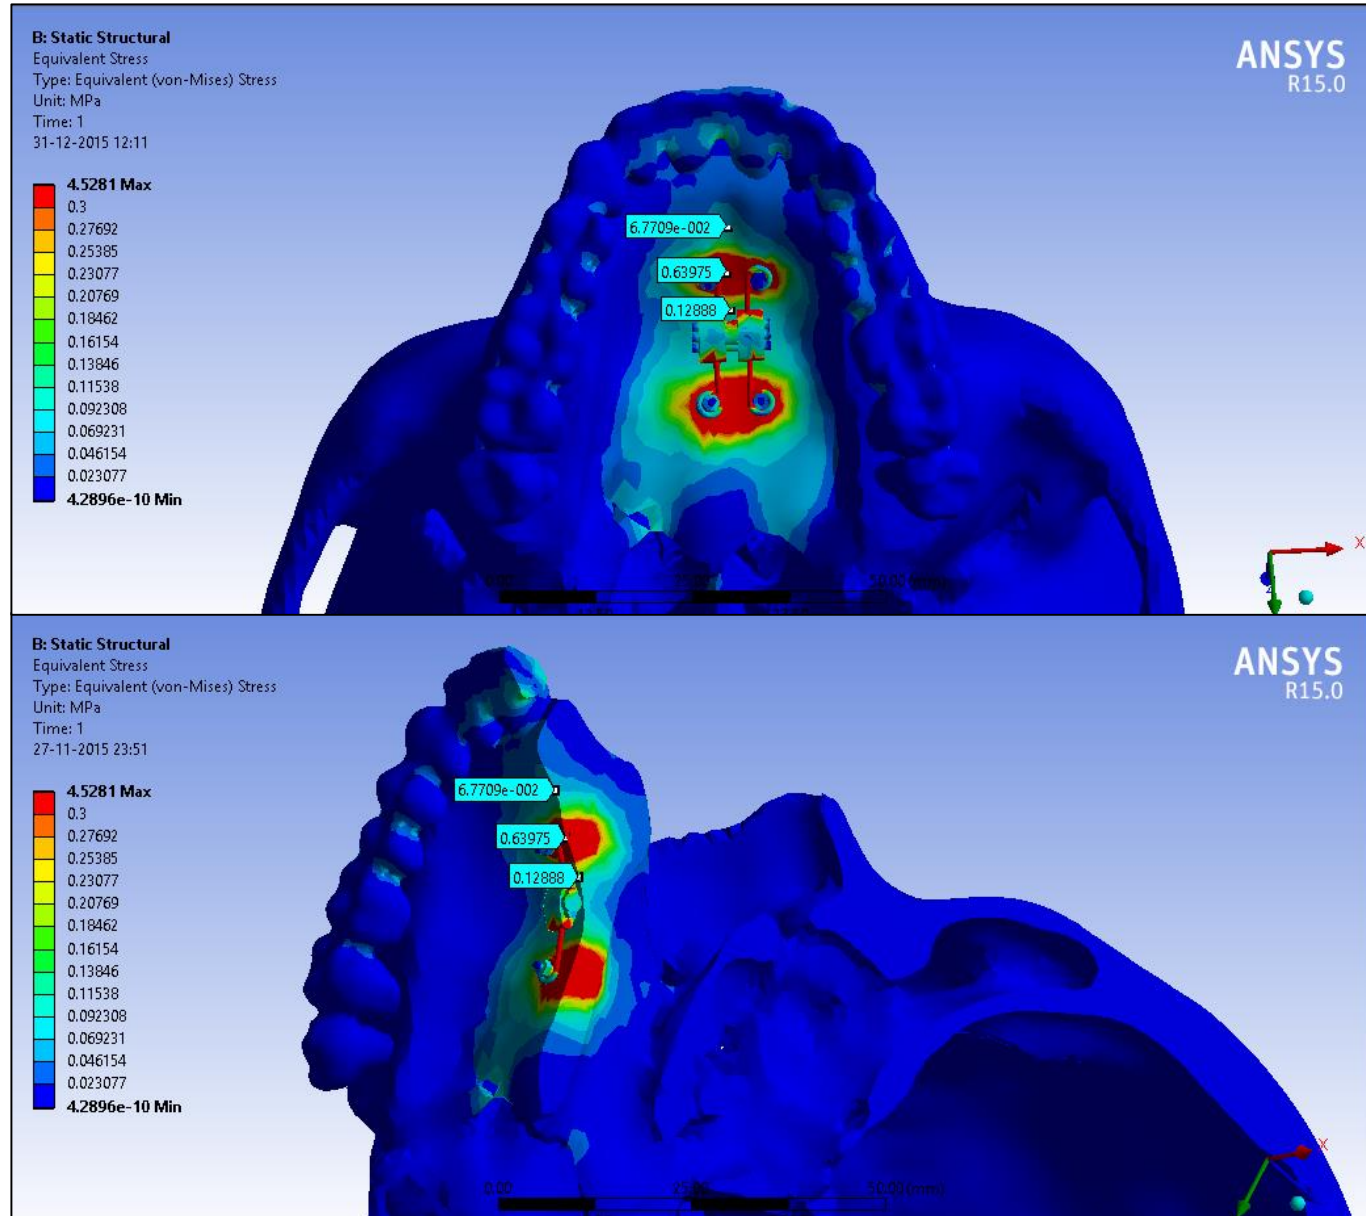 B: Static Structural
Equivalent Stress
Type: Equivalent (von-Mises) Stress
Unit: MPa
Time: 1
31-12-2015 12:11
ANSYS
R15.0
4.5281 Max
0.3
0.27692
0.25385
0.23077
0.20769
0.18462
0.16154
0.13846
0.11538
0.092308
0.069231
0.046154
0.023077
4.2896e-10 Min
6.7709e-002
0.63975
0.12888
0.00
50.00 (mm)
X
B: Static Structural
Equivalent Stress
Type: Equivalent (von-Mises) Stress
Unit: MPa
Time: 1
27-11-2015 23:51
ANSYS
R15.0
4.5281 Max
0.3
0.27692
0.25385
0.23077
0.20769
0.18462
0.16154
0.13846
0.11538
0.092308
0.069231
0.046154
0.023077
4.2896e-10 Min
6.7709e-002
0.63975
0.12888
0.00
50.00 (mm)
X